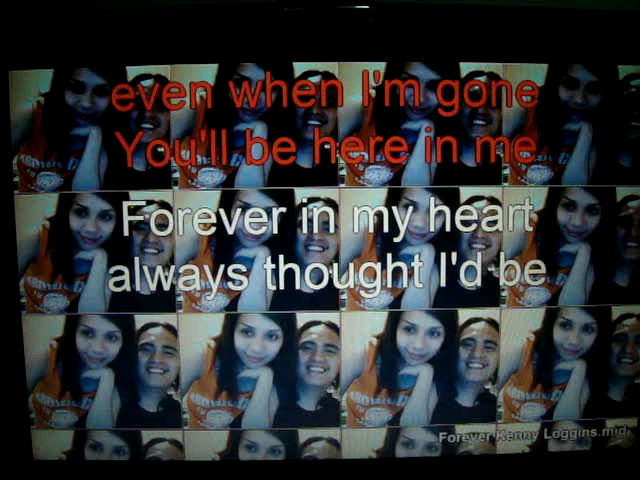 even when I'm gone
You'll be here in me
Forever in my heart
always thought I'd be
Forever Kenny Loggins.mid